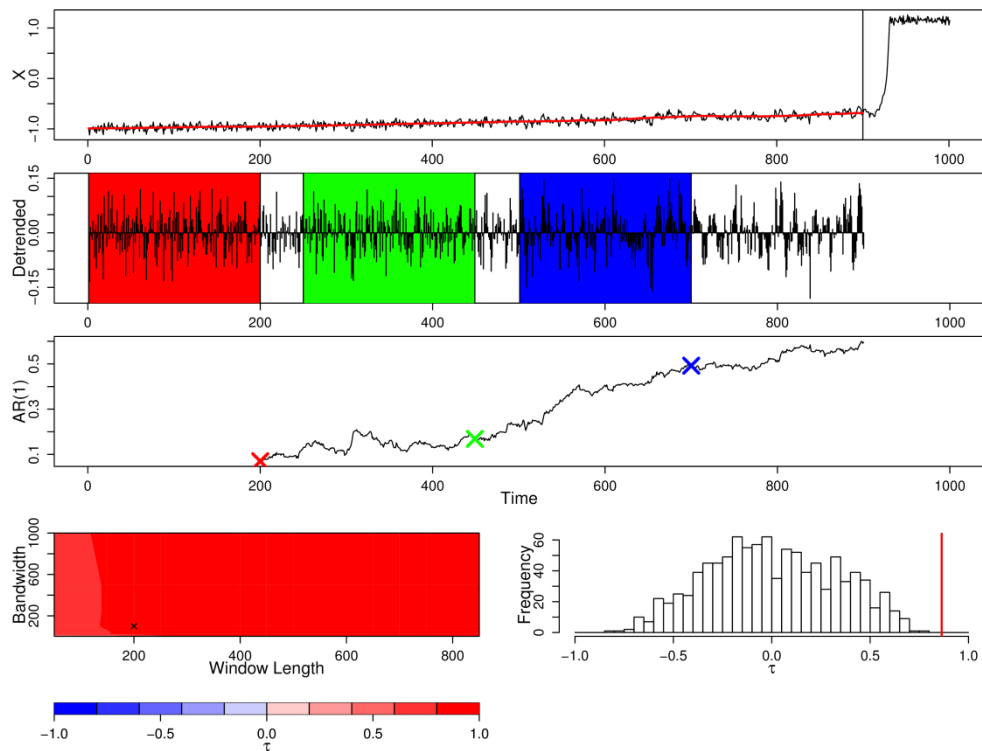 X
1.0
0.0
−1.0
0 200 400 600 800 1000
Detrended
0.15
0.00
−0.15
0 200 400 600 800 1000
AR(1)
0.5
0.3
0.1
0 200 400 600 800 1000
Time
Bandwidth
1000
600
200
200 400 600 800
Window Length
−1.0 −0.5 0.0 0.5 1.0
τ
Frequency
60
40
20
0
−1.0 −0.5 0.0 0.5 1.0
τ